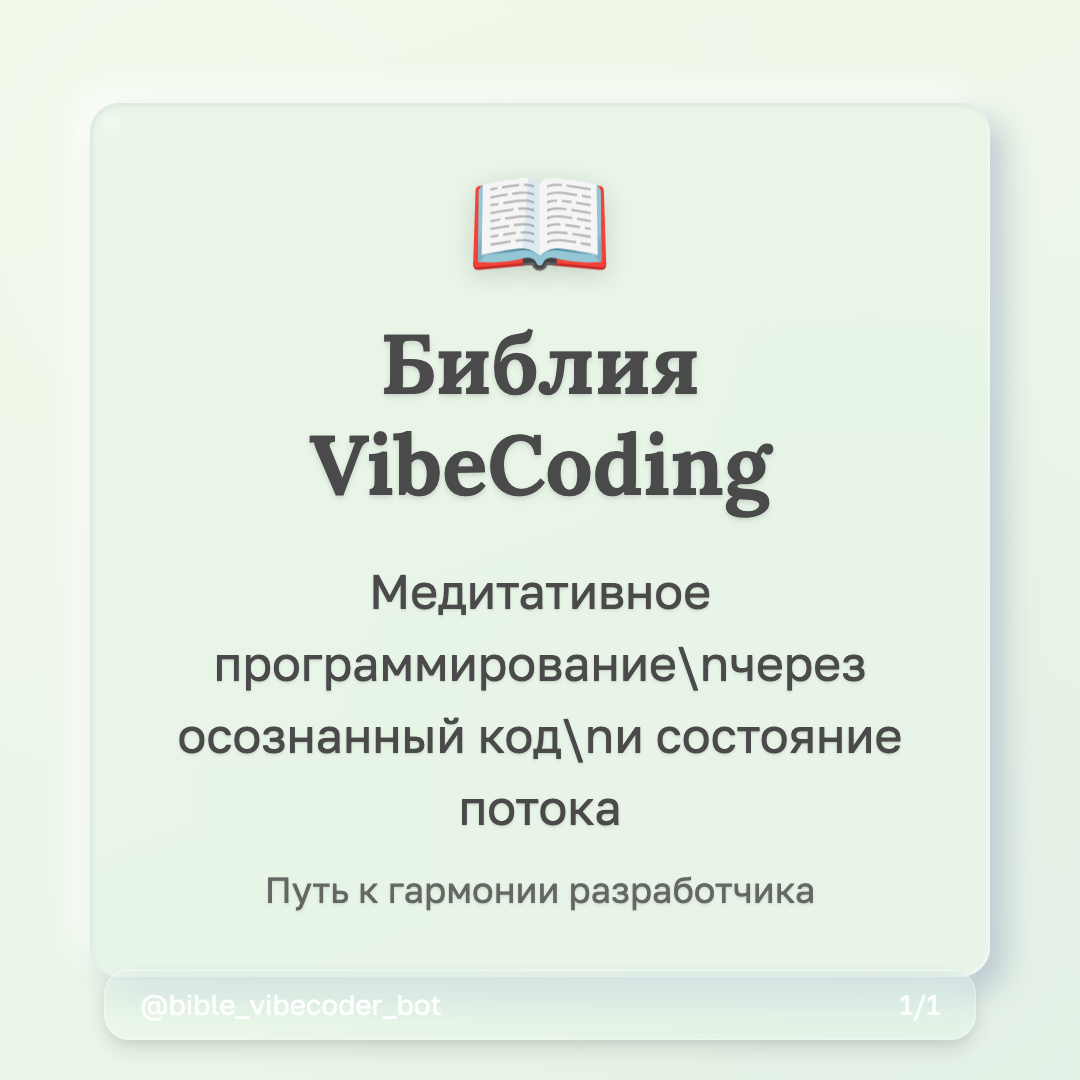 Библия
VibeCoding
Медитативное
программирование\nчерез
осознанный код\nи состояние
потока
Путь к гармонии разработчика
@bible_vibecoder_bot
1/1